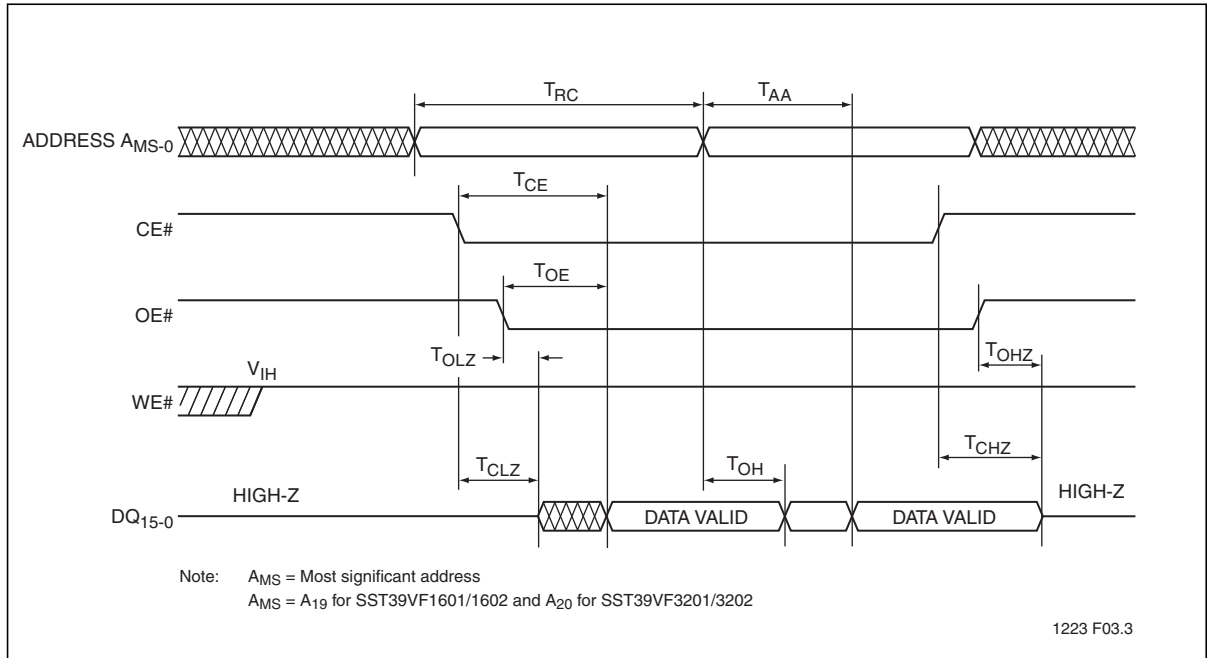 TRC
TAA
ADDRESS AMS-0
TCE
CE#
TOE
OE#
TOLZ
TOHZ
VIH
WE#
TCHZ
TCLZ
TOH
HIGH-Z
HIGH-Z
DQ15-0
DATA VALID
DATA VALID
Note: AMS = Most significant address
AMS = A19 for SST39VF1601/1602 and A20 for SST39VF3201/3202
1223 F03.3